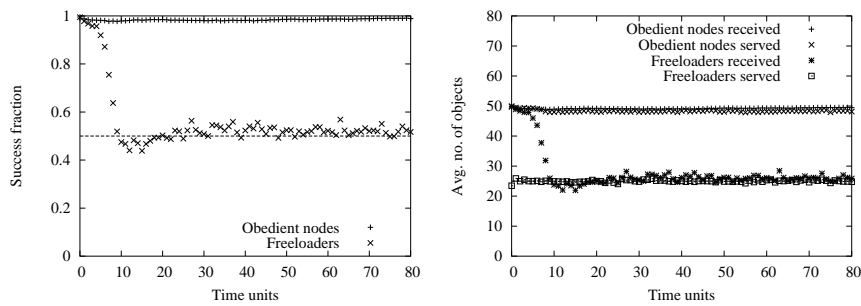 1
0.8
0.6
0.4
0.2
0
Success fraction
0 10 20 30 40 50 60 70 80
Time units
Obedient nodes
Freeloaders
80
70
60
50
40
30
20
10
0
Avg. no. of objects
0 10 20 30 40 50 60 70 80
Time units
Obedient nodes received
Obedient nodes served
Freeloaders received
Freeloaders served